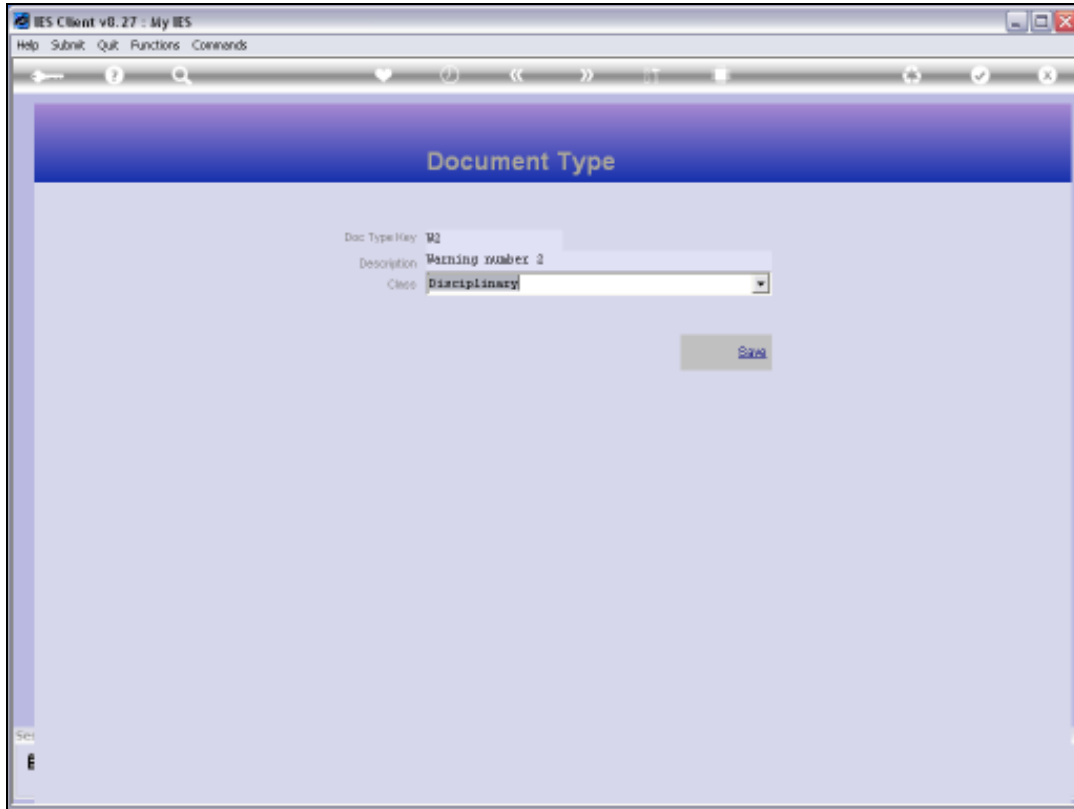 IES Client v8.27 : My IES
Help Submit Quit Functions Commands
Document Type
Doc Type Key W2
Description Warning number 2
Class Disciplinary
Save